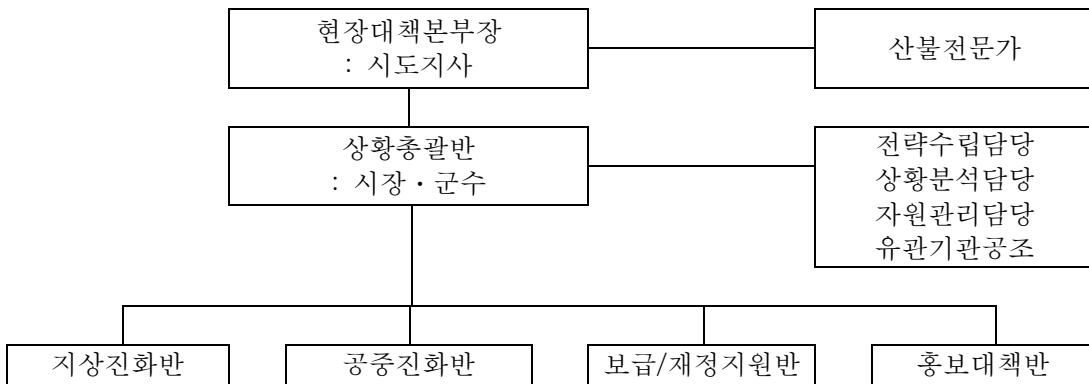 현장대책본부장
: 시도지사
산불전문가
상황총괄반
: 시장・군수
전략수립담당
상황분석담당
자원관리담당
유관기관공조
지상진화반
공중진화반
보급/재정지원반
홍보대책반